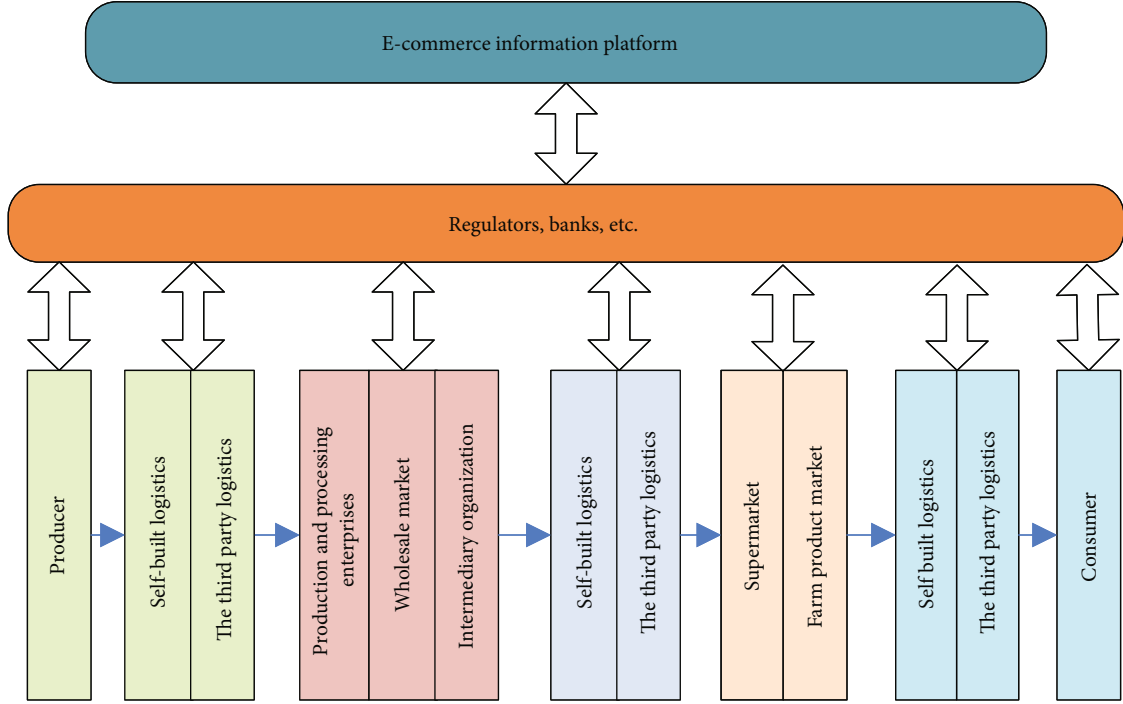 E-commerce information platform
Regulators, banks, etc.
Producer
Self-built logistics
The third party logistics
Production and processing
enterprises
Wholesale market
Intermediary organization
Self-built logistics
The third party logistics
Supermarket
Farm product market
Self built logistics
The third party logistics
Consumer